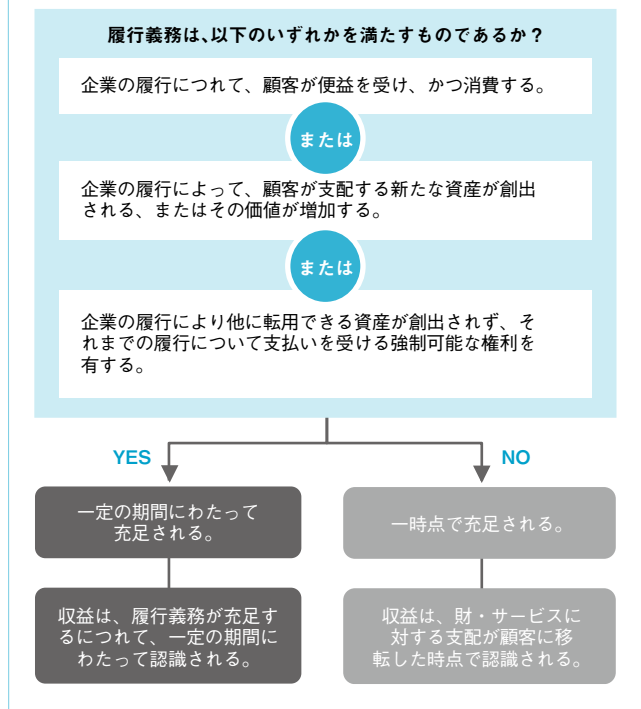 履行義務は、以下のいずれかを満たすものであるか？
企業の履行につれて、顧客が便益を受け、かつ消費する。
または
企業の履行によって、顧客が支配する新たな資産が創出
される、またはその価値が増加する。
または
企業の履行により他に転用できる資産が創出されず、そ
れまでの履行について支払いを受ける強制可能な権利を
有する。
YES
NO
一定の期間にわたって
充足される。
一時点で充足される。
収益は、履行義務が充足す
るにつれて、一定の期間に
わたって認識される。
収益は、財・サービスに
対する支配が顧客に移
転した時点で認識される。